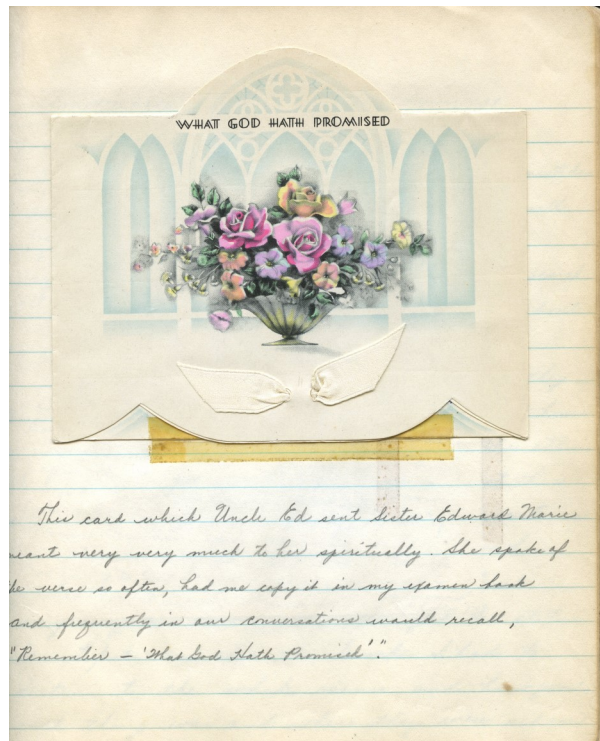 WHAT GOD HATH PROMISED
This card which Uncle Ed sent Sister Edward Marie
meant very very much to her spiritually. She spoke of
the verse so often, had me copy it in my examen book
and frequently in our conversations would recall,
"Remember – 'What God Hath Promised'."